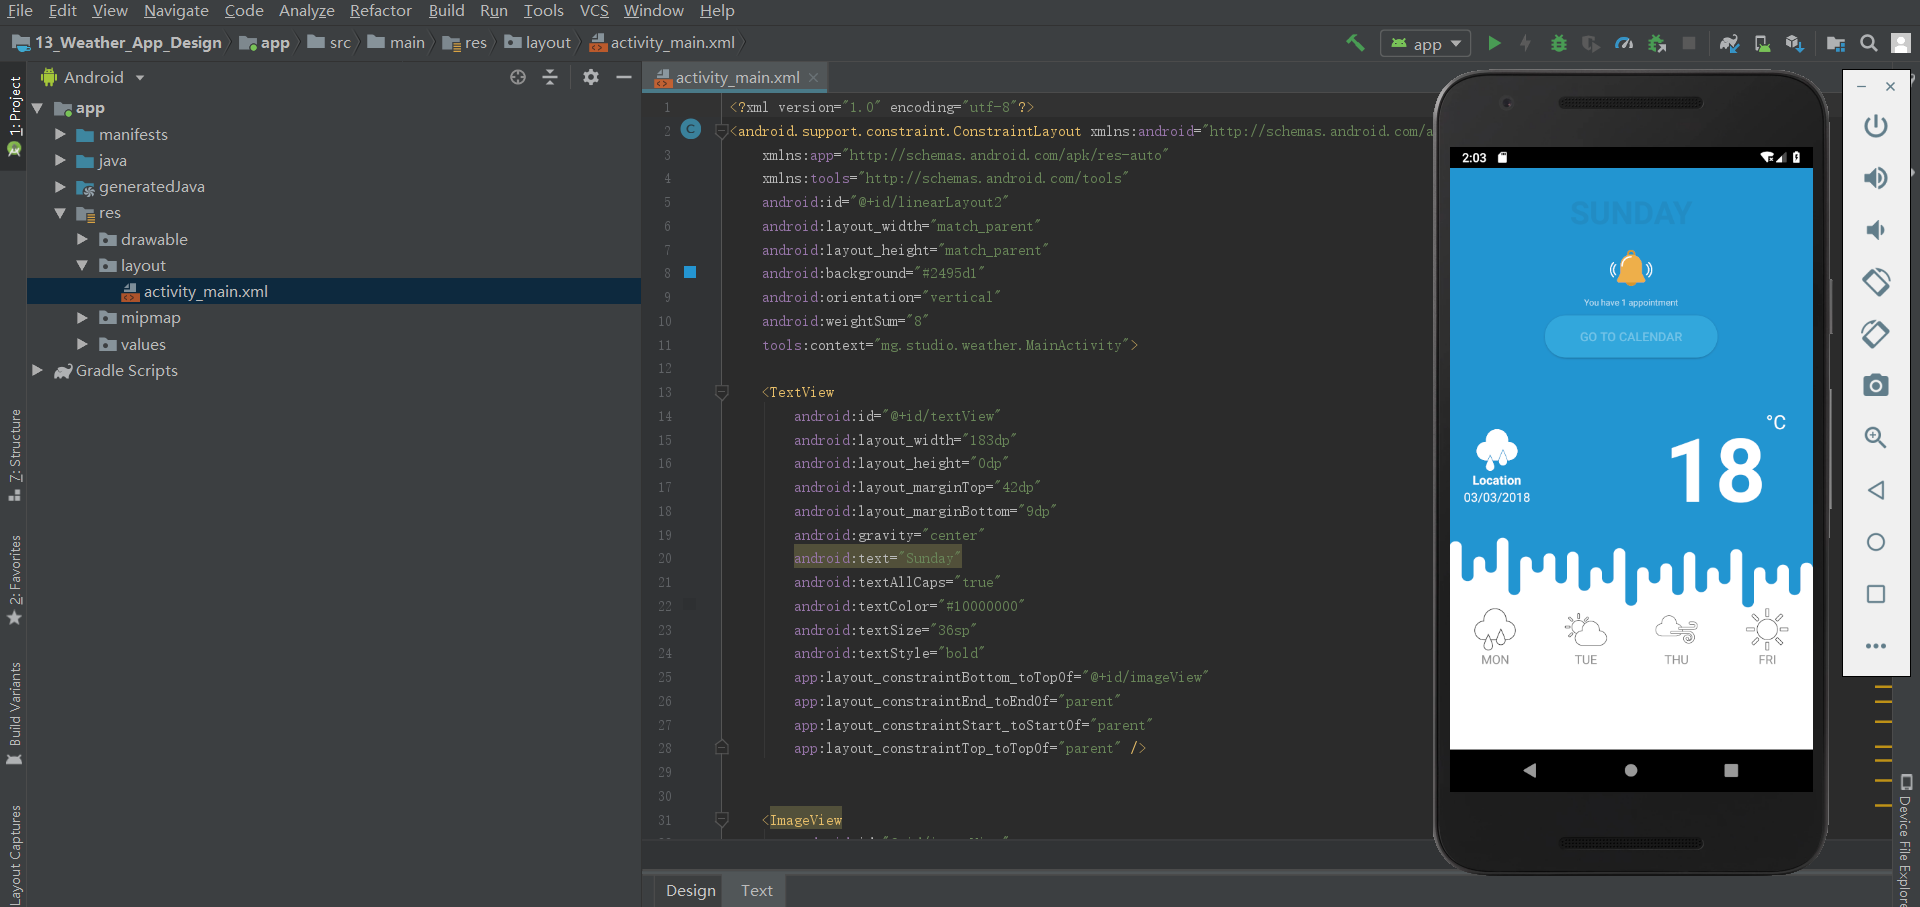 File Edit View Navigate Code Analyze Refactor Build Run Tools VCS Window Help
13_Weather_App_Design app src main res layout activity_main.xml
app
1: Project
7: Structure
2: Favorites
Build Variants
Layout Captures
Android
app
manifests
java
generatedJava
res
drawable
layout
activity_main.xml
mipmap
values
Gradle Scripts
activity_main.xml
1 <?xml version="1.0" encoding="utf-8"?>
2 <android.support.constraint.ConstraintLayout xmlns:android="http://schemas.android.com/a
3 xmlns:app="http://schemas.android.com/apk/res-auto"
4 xmlns:tools="http://schemas.android.com/tools"
5 android:id="@+id/linearLayout2"
6 android:layout_width="match_parent"
7 android:layout_height="match_parent"
8 android:background="#2495d1"
9 android:orientation="vertical"
10 android:weightSum="8"
11 tools:context="mg.studio.weather.MainActivity">
12
13 <TextView
14 android:id="@+id/textView"
15 android:layout_width="183dp"
16 android:layout_height="0dp"
17 android:layout_marginTop="42dp"
18 android:layout_marginBottom="9dp"
19 android:gravity="center"
20 android:text="Sunday"
21 android:textAllCaps="true"
22 android:textColor="#10000000"
23 android:textSize="36sp"
24 android:textStyle="bold"
25 app:layout_constraintBottom_toTopOf="@+id/imageView"
26 app:layout_constraintEnd_toEndOf="parent"
27 app:layout_constraintStart_toStartOf="parent"
28 app:layout_constraintTop_toTopOf="parent" />
29
30
31 <ImageView
Design Text
2:03
SUNDAY
You have 1 appointment
GO TO CALENDAR
°C
18
Location
03/03/2018
MON TUE THU FRI
Device File Explore